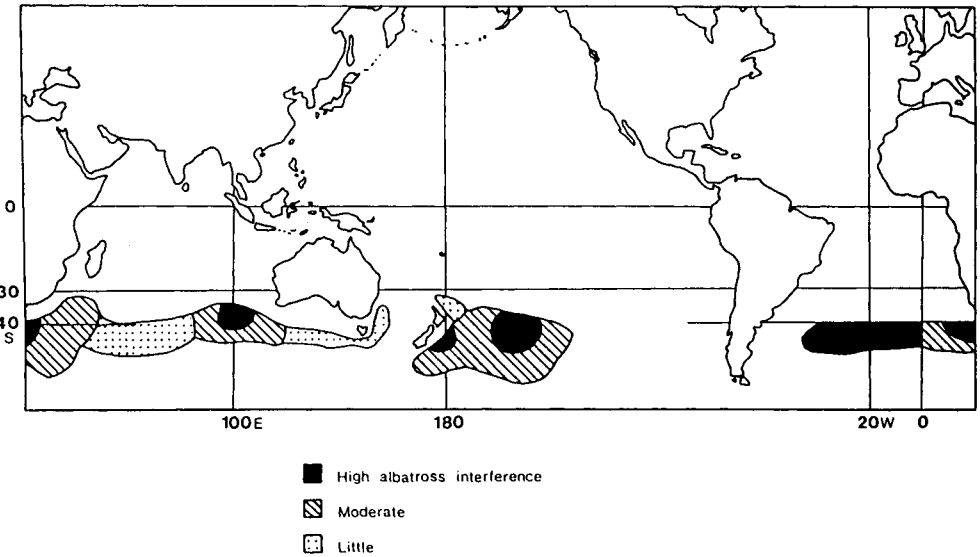 0
30
40
S
100E 180 20W 0
High albatross interference
Moderate
Little